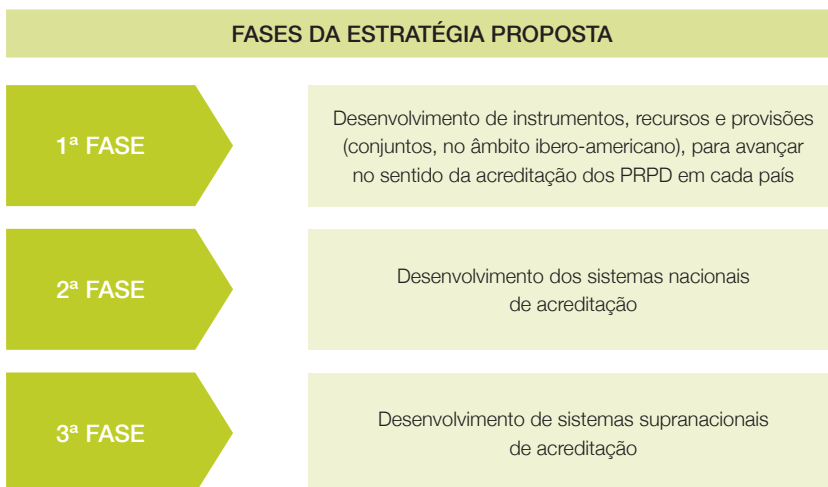 FASES DA ESTRATÉGIA PROPOSTA
1ª FASE
Desenvolvimento de instrumentos, recursos e provisões
(conjuntos, no âmbito ibero-americano), para avançar
no sentido da acreditação dos PRPD em cada país
2ª FASE
Desenvolvimento dos sistemas nacionais
de acreditação
3ª FASE
Desenvolvimento de sistemas supranacionais
de acreditação